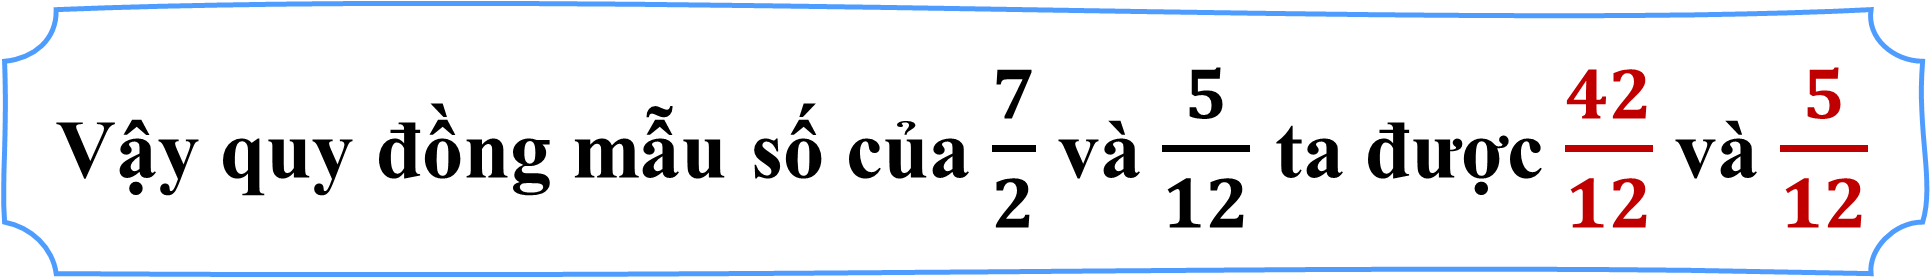 Vậy quy đồng mẫu số của 7/2 và 5/12 ta được 42/12 và 5/12